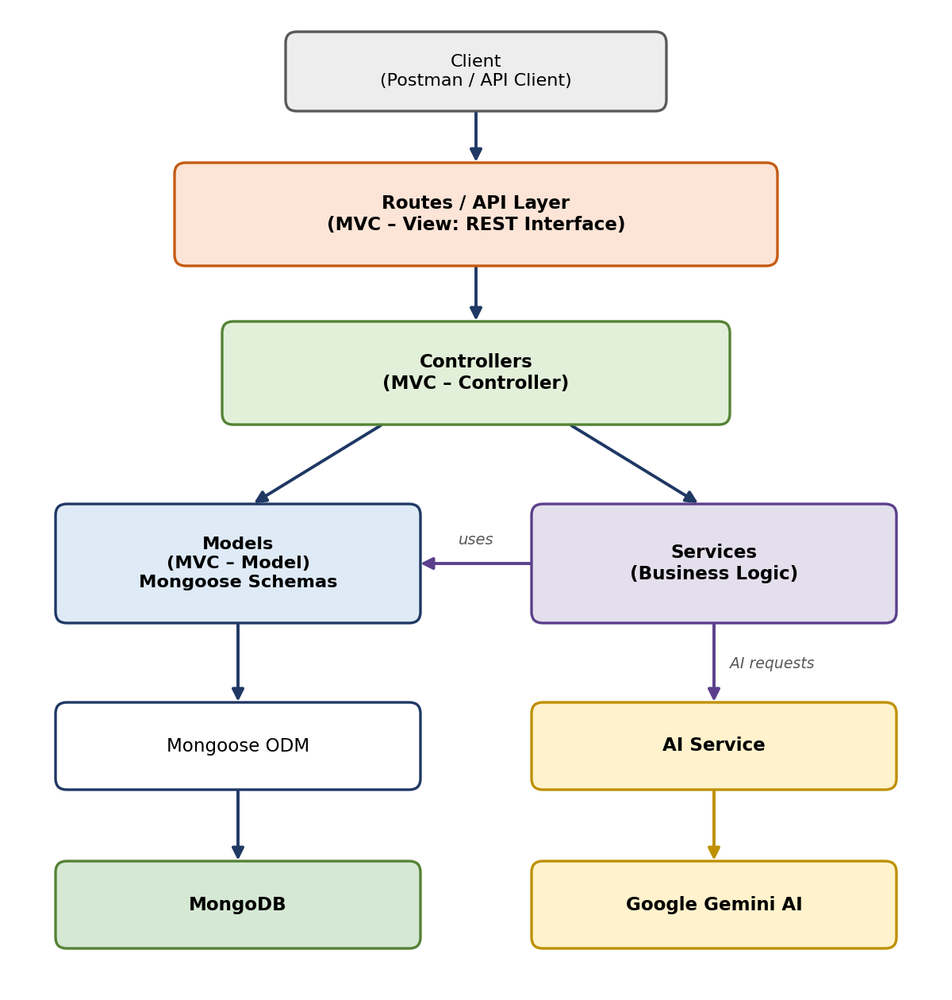 Client
(Postman / API Client)
Routes / API Layer
(MVC – View: REST Interface)
Controllers
(MVC – Controller)
Models
(MVC – Model)
Mongoose Schemas
uses
Services
(Business Logic)
AI requests
Mongoose ODM
AI Service
MongoDB
Google Gemini AI